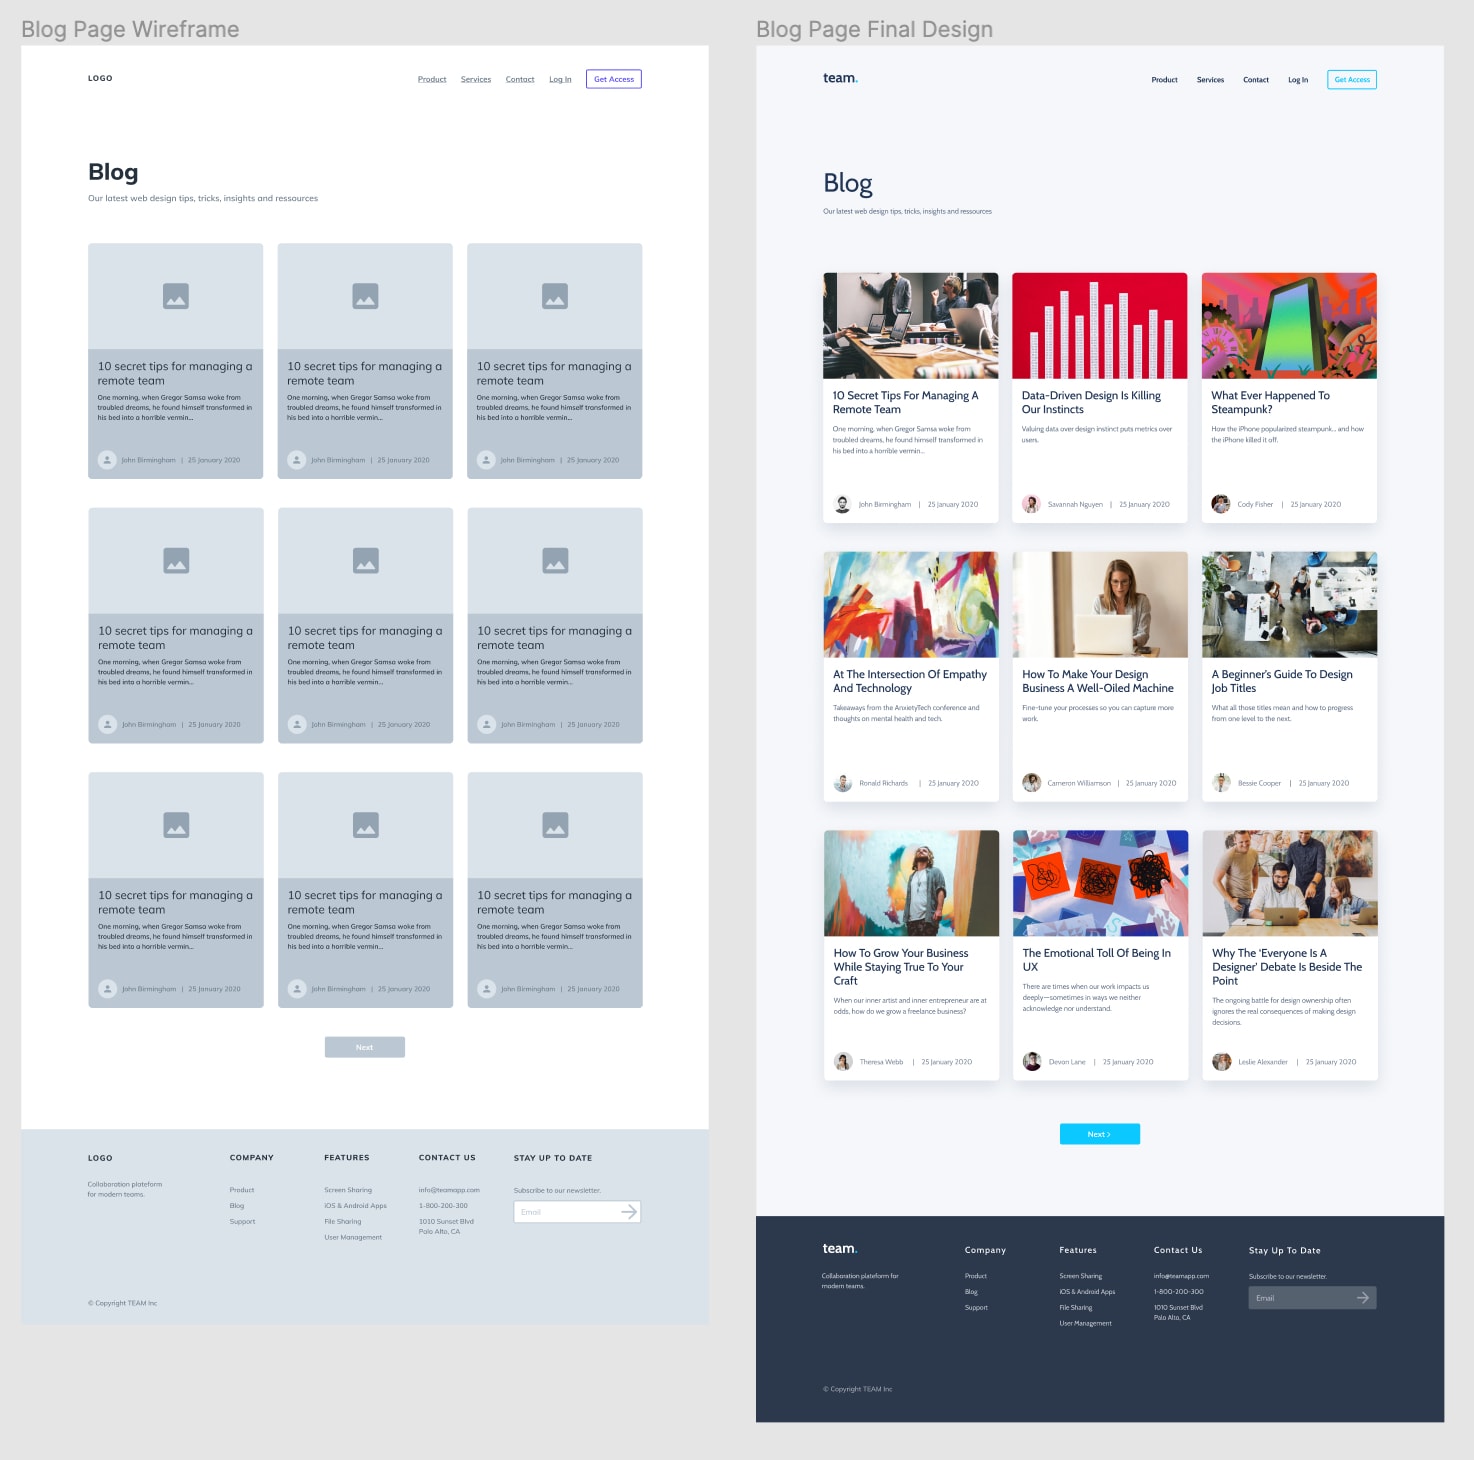 Blog Page Wireframe
LOGO
Product Services Contact Log In Get Access
Blog
Our latest web design tips, tricks, insights and ressources
10 secret tips for managing a
remote team
One morning, when Gregor Samsa woke from
troubled dreams, he found himself transformed in
his bed into a horrible vermin...
John Birmingham | 25 January 2020
10 secret tips for managing a
remote team
One morning, when Gregor Samsa woke from
troubled dreams, he found himself transformed in
his bed into a horrible vermin...
John Birmingham | 25 January 2020
10 secret tips for managing a
remote team
One morning, when Gregor Samsa woke from
troubled dreams, he found himself transformed in
his bed into a horrible vermin...
John Birmingham | 25 January 2020
10 secret tips for managing a
remote team
One morning, when Gregor Samsa woke from
troubled dreams, he found himself transformed in
his bed into a horrible vermin...
John Birmingham | 25 January 2020
10 secret tips for managing a
remote team
One morning, when Gregor Samsa woke from
troubled dreams, he found himself transformed in
his bed into a horrible vermin...
John Birmingham | 25 January 2020
10 secret tips for managing a
remote team
One morning, when Gregor Samsa woke from
troubled dreams, he found himself transformed in
his bed into a horrible vermin...
John Birmingham | 25 January 2020
10 secret tips for managing a
remote team
One morning, when Gregor Samsa woke from
troubled dreams, he found himself transformed in
his bed into a horrible vermin...
John Birmingham | 25 January 2020
10 secret tips for managing a
remote team
One morning, when Gregor Samsa woke from
troubled dreams, he found himself transformed in
his bed into a horrible vermin...
John Birmingham | 25 January 2020
10 secret tips for managing a
remote team
One morning, when Gregor Samsa woke from
troubled dreams, he found himself transformed in
his bed into a horrible vermin...
John Birmingham | 25 January 2020
Next
LOGO
Collaboration plateform
for modern teams.
COMPANY
Product
Blog
Support
FEATURES
Screen Sharing
iOS & Android Apps
File Sharing
User Management
CONTACT US
info@teamapp.com
1-800-200-300
1010 Sunset Blvd
Palo Alto, CA
STAY UP TO DATE
Subscribe to our newsletter.
Email
© Copyright TEAM Inc
Blog Page Final Design
team.
Product Services Contact Log In Get Access
Blog
Our latest web design tips, tricks, insights and ressources
10 Secret Tips For Managing A
Remote Team
One morning, when Gregor Samsa woke from
troubled dreams, he found himself transformed in
his bed into a horrible vermin...
John Birmingham | 25 January 2020
Data-Driven Design Is Killing
Our Instincts
Valuing data over design instinct puts metrics over
users.
Savannah Nguyen | 25 January 2020
What Ever Happened To
Steampunk?
How the iPhone popularized steampunk... and how
the iPhone killed it off.
Cody Fisher | 25 January 2020
At The Intersection Of Empathy
And Technology
Takeaways from the AnxietyTech conference and
thoughts on mental health and tech.
Ronald Richards | 25 January 2020
How To Make Your Design
Business A Well-Oiled Machine
Fine-tune your processes so you can capture more
work.
Cameron Williamson | 25 January 2020
A Beginner's Guide To Design
Job Titles
What all those titles mean and how to progress
from one level to the next.
Bessie Cooper | 25 January 2020
How To Grow Your Business
While Staying True To Your
Craft
When our inner artist and inner entrepreneur are at
odds, how do we grow a freelance business?
Theresa Webb | 25 January 2020
The Emotional Toll Of Being In
UX
There are times when our work impacts us
deeply—sometimes in ways we neither
acknowledge nor understand.
Devon Lane | 25 January 2020
Why The 'Everyone Is A
Designer' Debate Is Beside The
Point
The ongoing battle for design ownership often
ignores the real consequences of making design
decisions.
Leslie Alexander | 25 January 2020
Next >
team.
Collaboration plateform for
modern teams.
Company
Product
Blog
Support
Features
Screen Sharing
iOS & Android Apps
File Sharing
User Management
Contact Us
info@teamapp.com
1-800-200-300
1010 Sunset Blvd
Palo Alto, CA
Stay Up To Date
Subscribe to our newsletter.
Email
© Copyright TEAM Inc